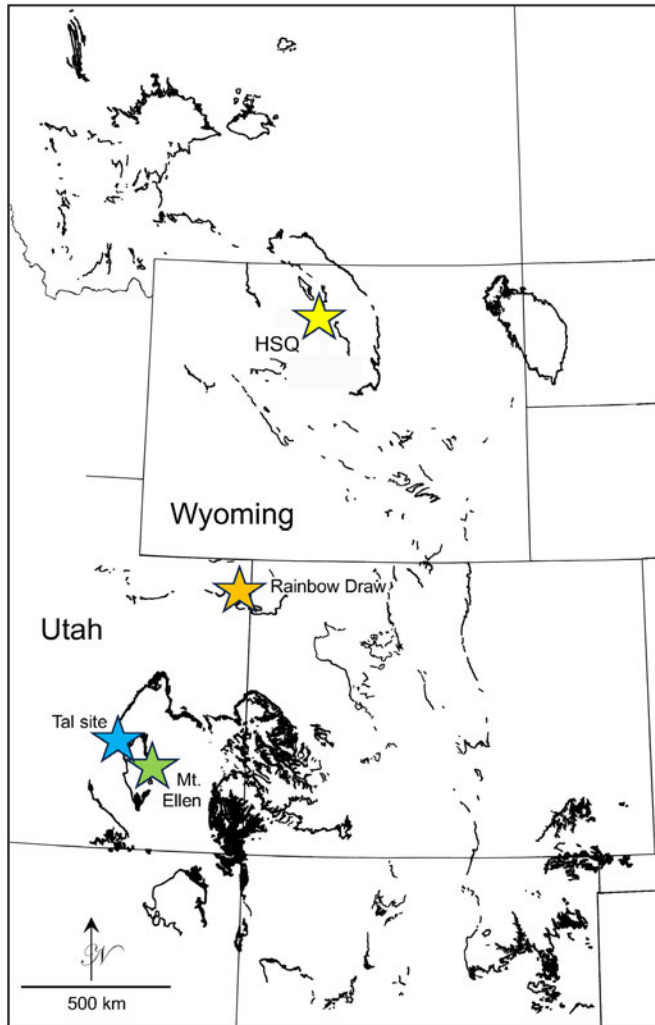 HSQ
Wyoming
Rainbow Draw
Utah
Tal site
Mt.
Ellen
N
500 km